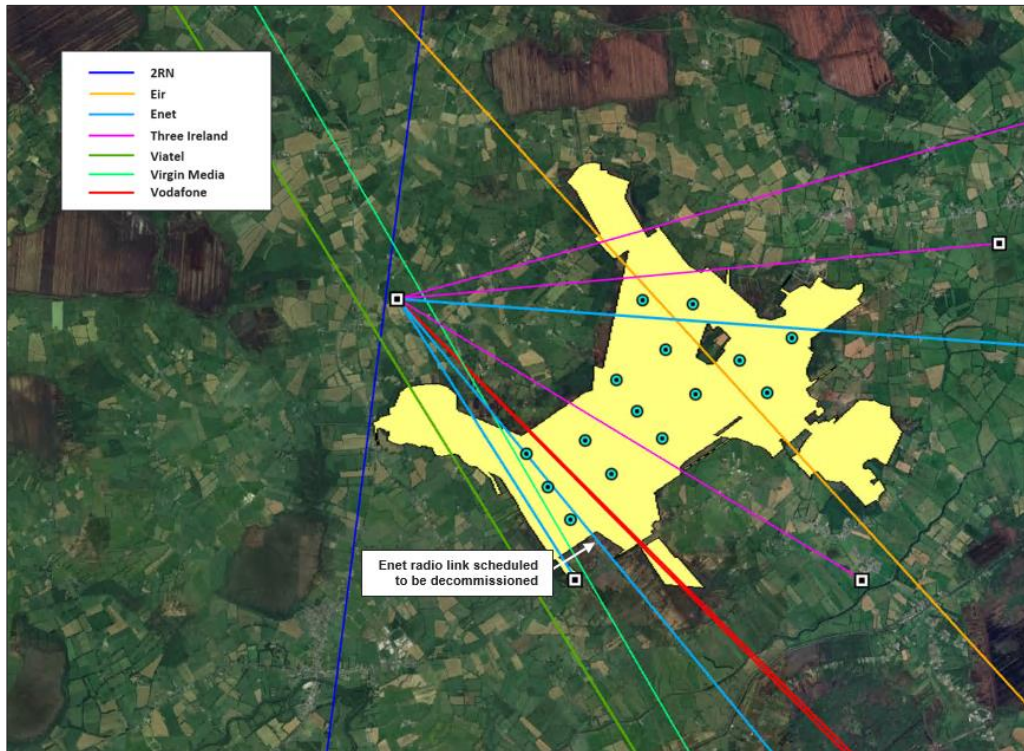 2RN
Eir
Enet
Three Ireland
Viatel
Virgin Media
Vodafone
Enet radio link scheduled
to be decommissioned